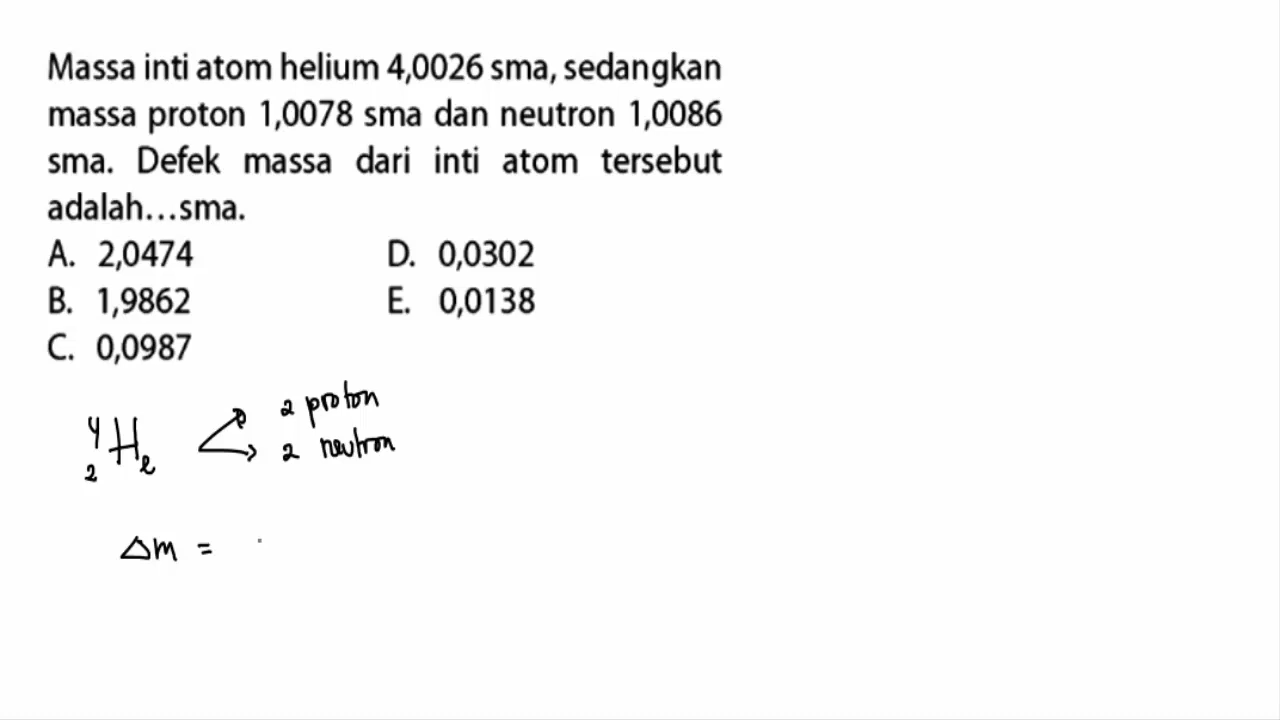 Massa inti atom helium 4,0026 sma, sedangkan
massa proton 1,0078 sma dan neutron 1,0086
sma. Defek massa dari inti atom tersebut
adalah...sma.
A. 2,0474 D. 0,0302
B. 1,9862 E. 0,0138
C. 0,0987
2 proton
4 2 He 2 neutron
Δm =